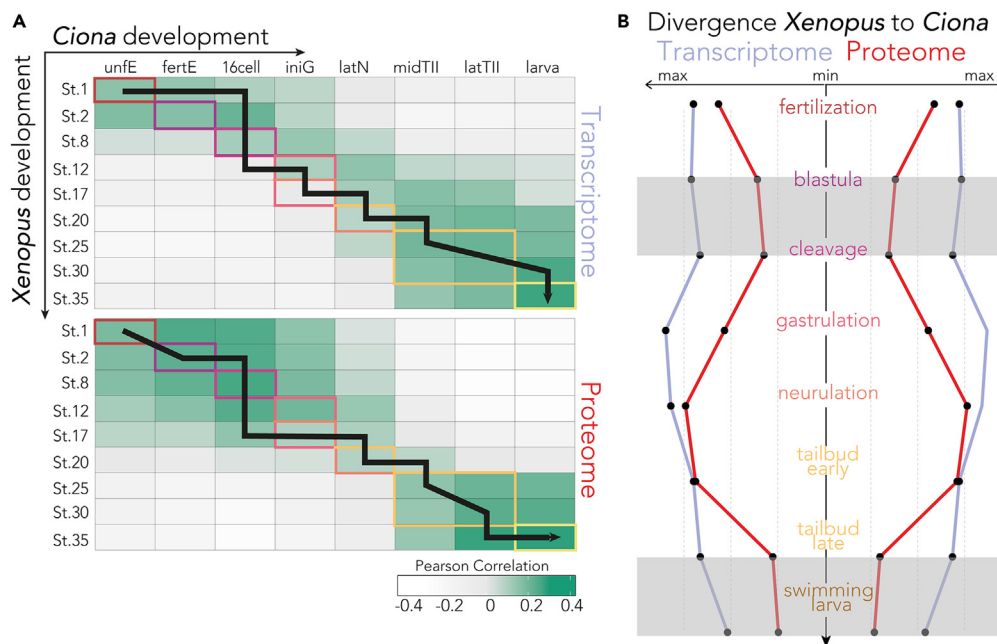 A
Ciona development
Xenopus development
unfE fertE 16cell iniG latN midTII latTII larva
St.1
St.2
St.8
St.12
St.17
St.20
St.25
St.30
St.35
Transcriptome
St.1
St.2
St.8
St.12
St.17
St.20
St.25
St.30
St.35
Proteome
Pearson Correlation
-0.4 0.2 0 0.2 0.4
B
Divergence Xenopus to Ciona
Transcriptome Proteome
max min max
fertilization
blastula
cleavage
gastrulation
neurulation
tailbud
early
tailbud
late
swimming
larva